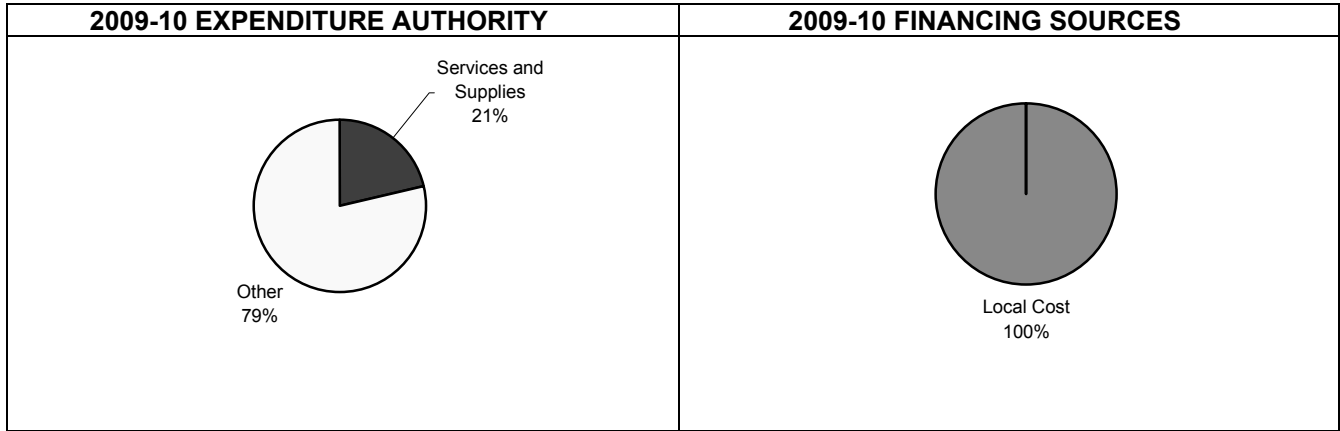 2009-10 EXPENDITURE AUTHORITY
Services and
Supplies
21%
Other
79%
2009-10 FINANCING SOURCES
Local Cost
100%